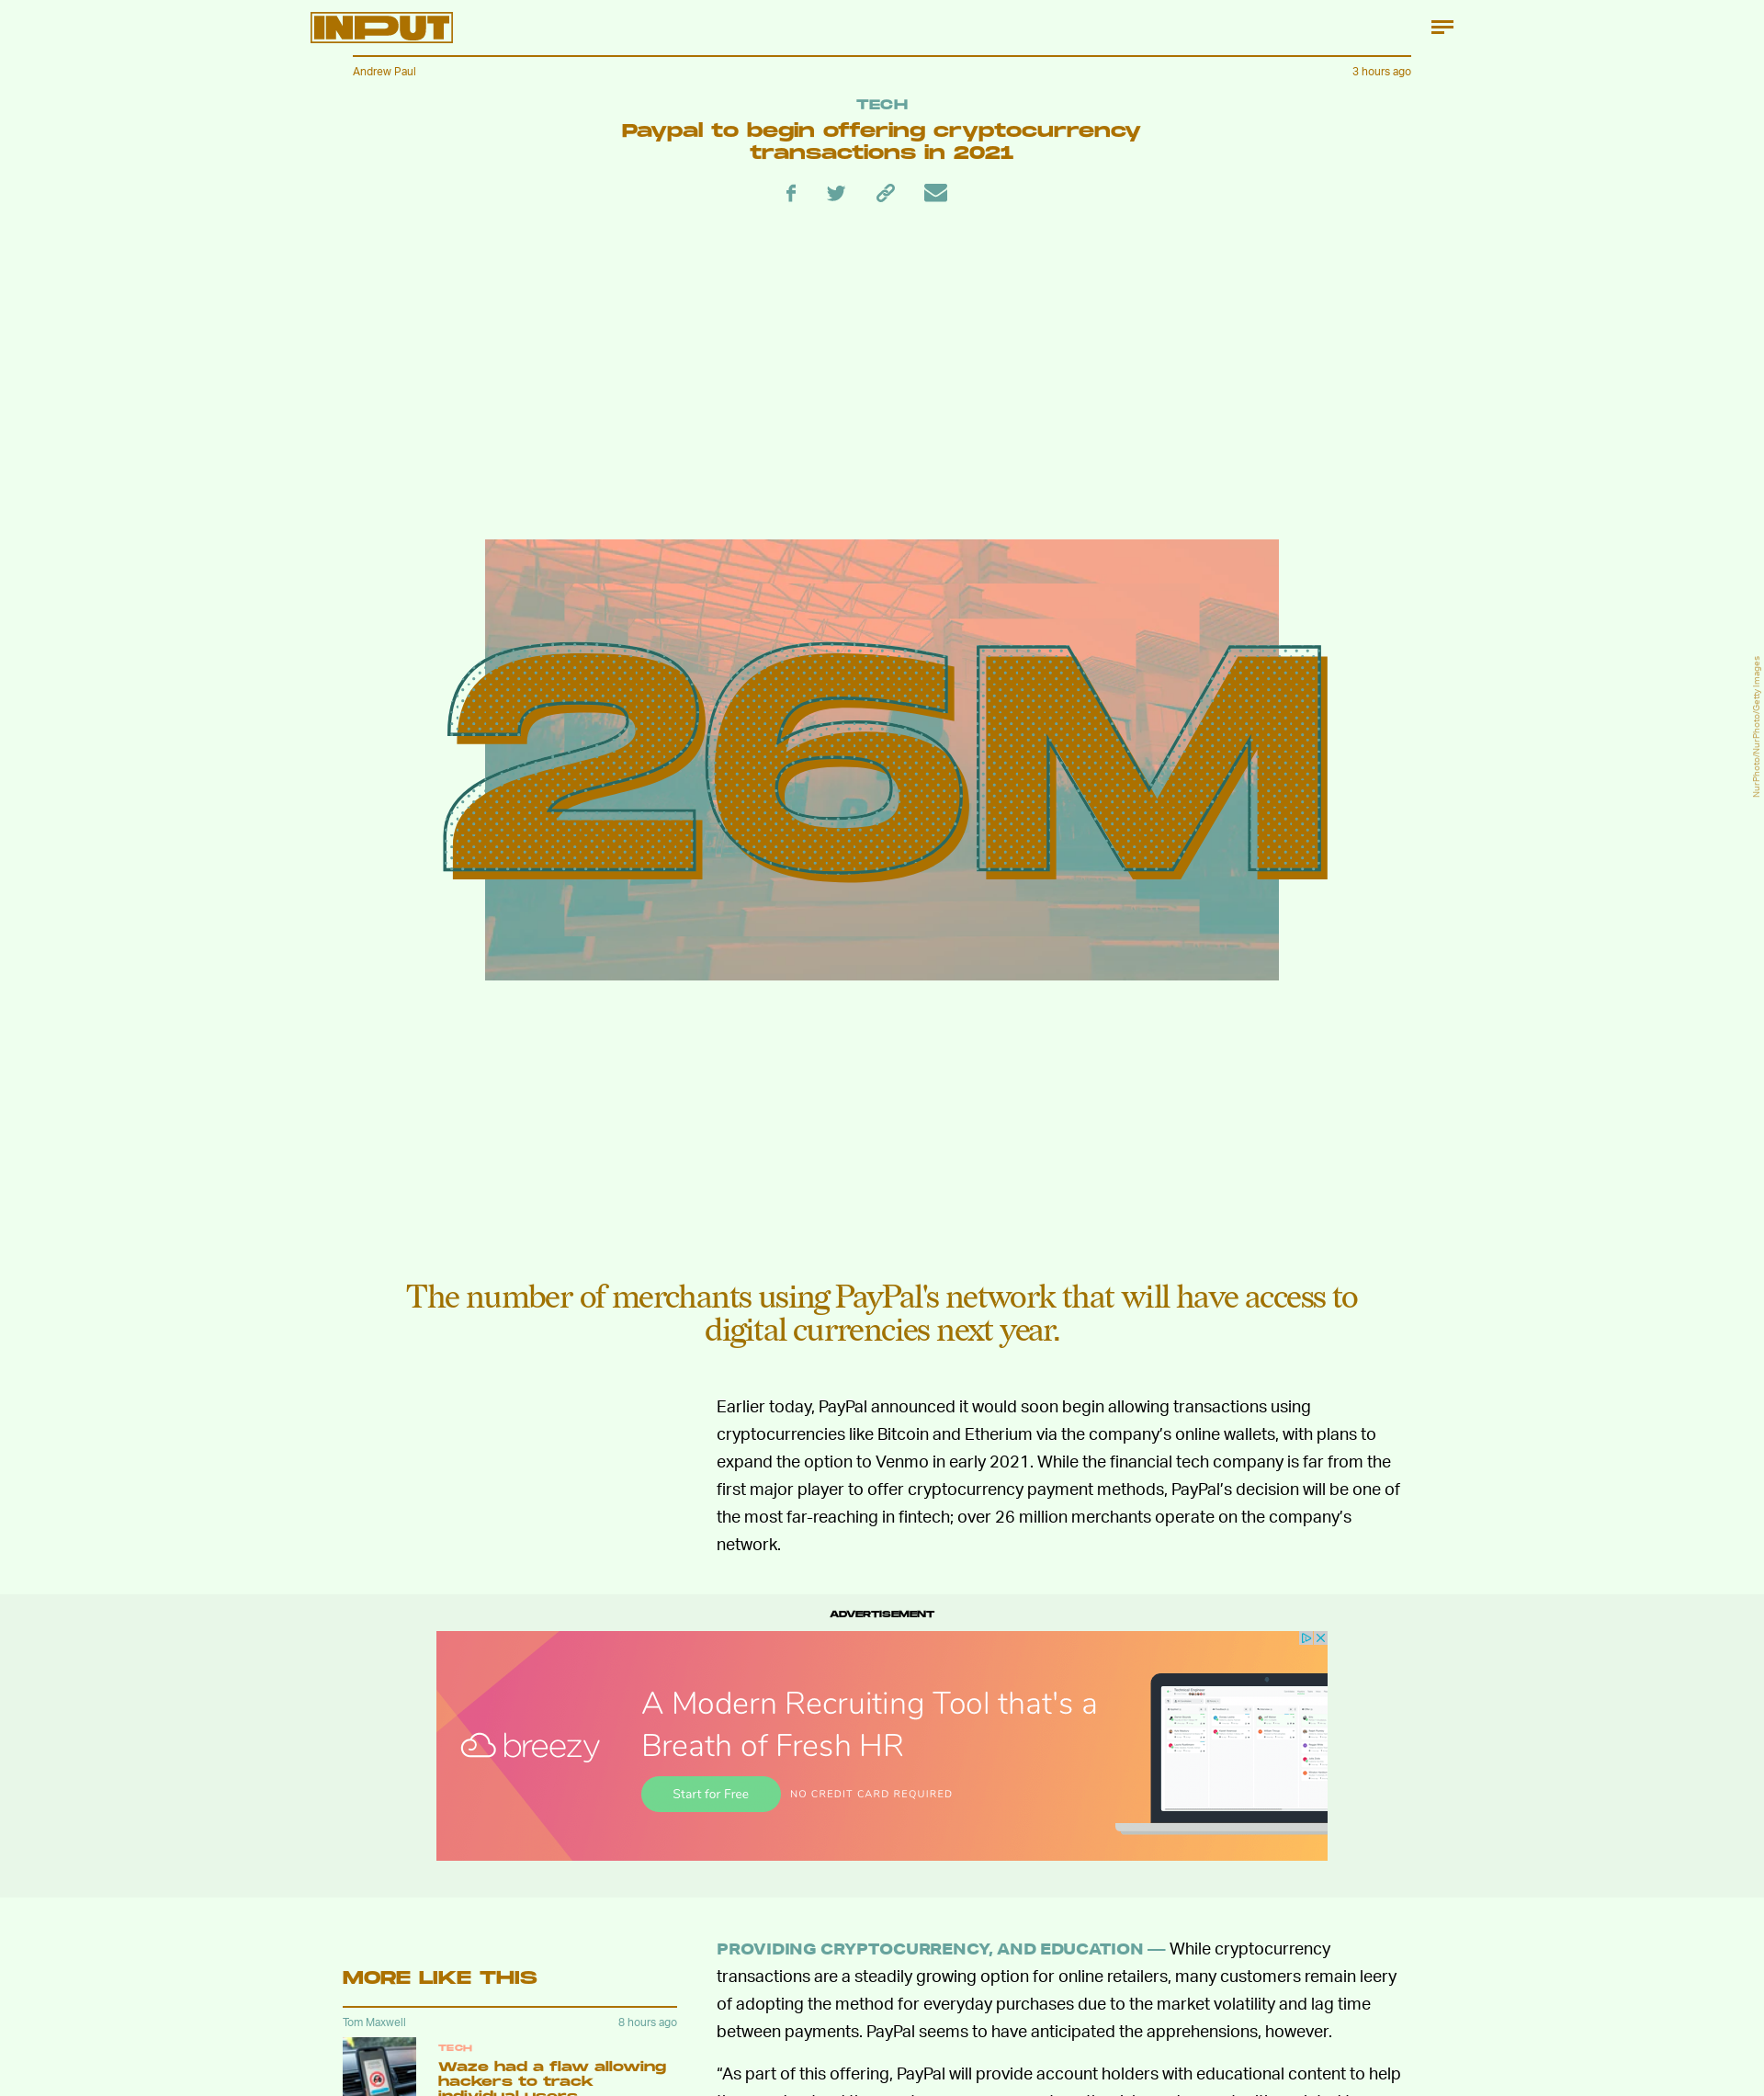 INPUT
Andrew Paul
3 hours ago
TECH
Paypal to begin offering cryptocurrency
transactions in 2021
26M
NurPhoto/NurPhoto/Getty Images
The number of merchants using PayPal's network that will have access to
digital currencies next year.
Earlier today, PayPal announced it would soon begin allowing transactions using
cryptocurrencies like Bitcoin and Etherium via the company’s online wallets, with plans to
expand the option to Venmo in early 2021. While the financial tech company is far from the
first major player to offer cryptocurrency payment methods, PayPal’s decision will be one of
the most far-reaching in fintech; over 26 million merchants operate on the company’s
network.
ADVERTISEMENT
breezy
A Modern Recruiting Tool that's a
Breath of Fresh HR
Start for Free
NO CREDIT CARD REQUIRED
MORE LIKE THIS
Tom Maxwell
8 hours ago
TECH
Waze had a flaw allowing
hackers to track
individual users
PROVIDING CRYPTOCURRENCY, AND EDUCATION — While cryptocurrency
transactions are a steadily growing option for online retailers, many customers remain leery
of adopting the method for everyday purchases due to the market volatility and lag time
between payments. PayPal seems to have anticipated the apprehensions, however.
“As part of this offering, PayPal will provide account holders with educational content to help